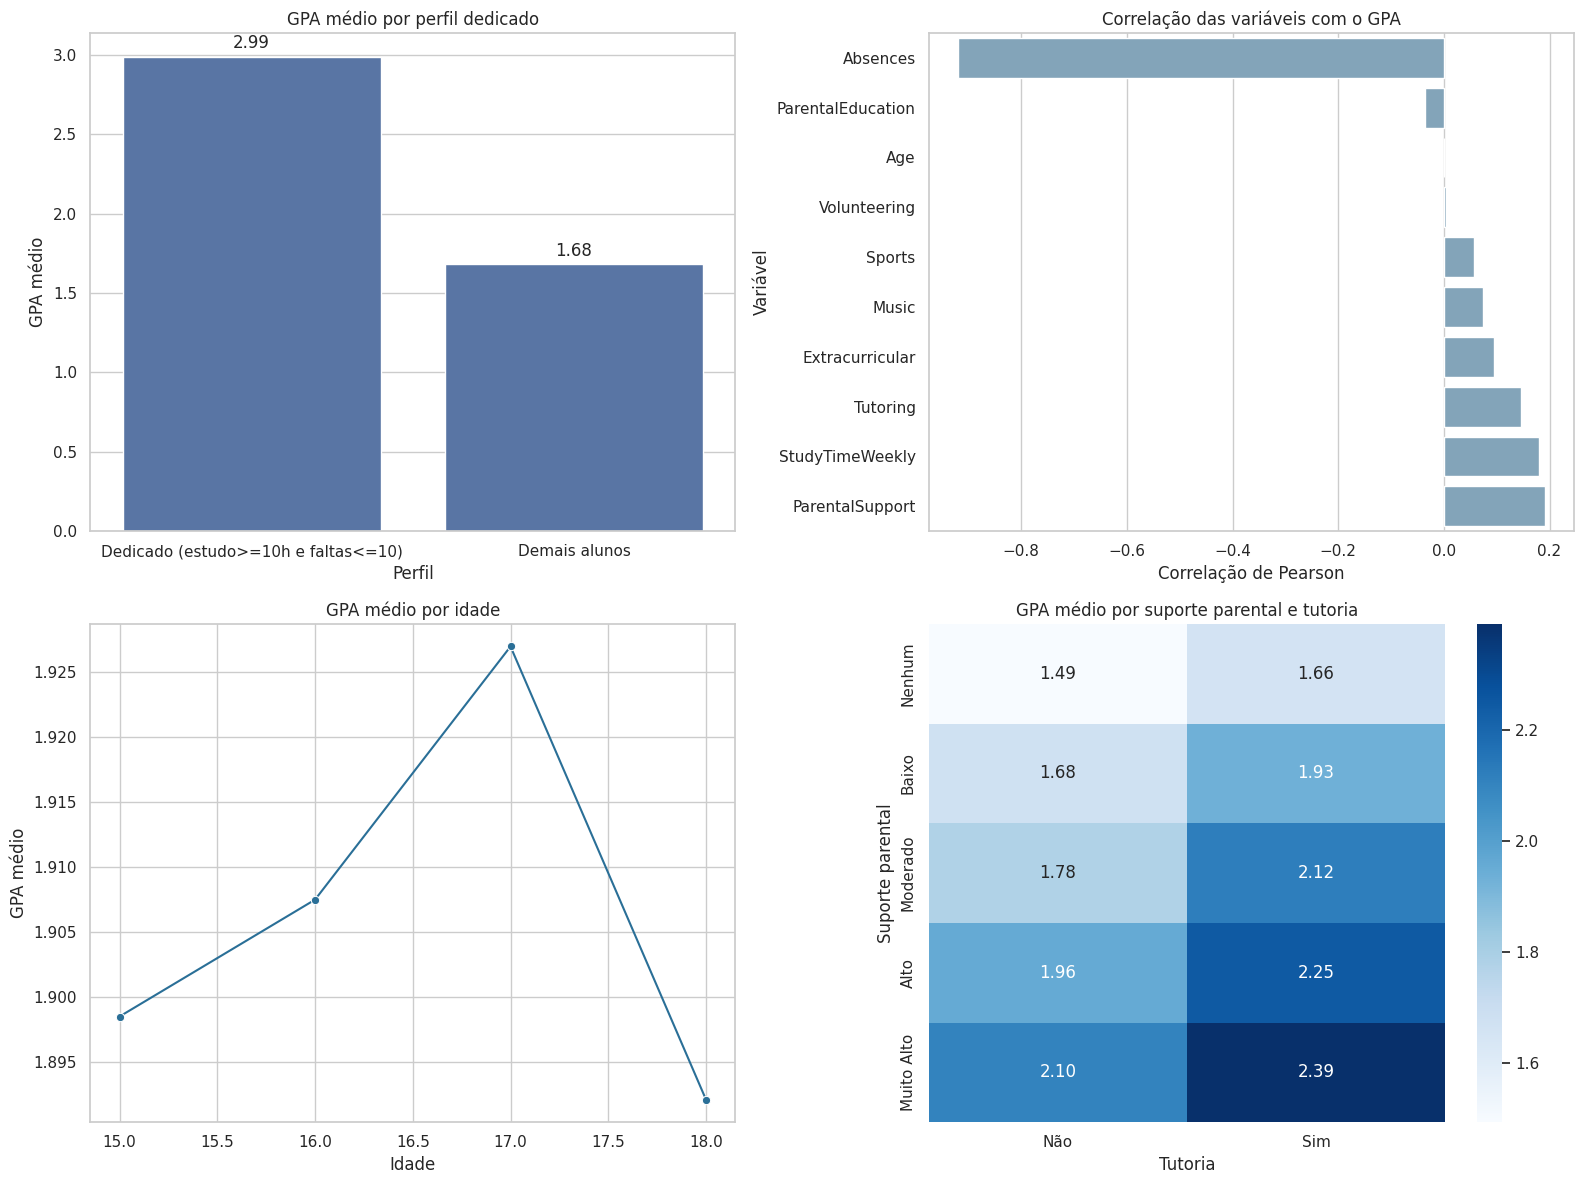 GPA médio por perfil dedicado
GPA médio
3.0
2.5
2.0
1.5
1.0
0.5
0.0
2.99
1.68
Dedicado (estudo>=10h e faltas<=10)
Demais alunos
Perfil
Correlação das variáveis com o GPA
Variável
Absences
ParentalEducation
Age
Volunteering
Sports
Music
Extracurricular
Tutoring
StudyTimeWeekly
ParentalSupport
−0.8 −0.6 −0.4 −0.2 0.0 0.2
Correlação de Pearson
GPA médio por idade
GPA médio
1.925
1.920
1.915
1.910
1.905
1.900
1.895
15.0 15.5 16.0 16.5 17.0 17.5 18.0
Idade
GPA médio por suporte parental e tutoria
Suporte parental
Nenhum
1.49 1.66
Baixo
1.68 1.93
Moderado
1.78 2.12
Alto
1.96 2.25
Muito Alto
2.10 2.39
Não Sim
Tutoria
2.2
2.0
1.8
1.6